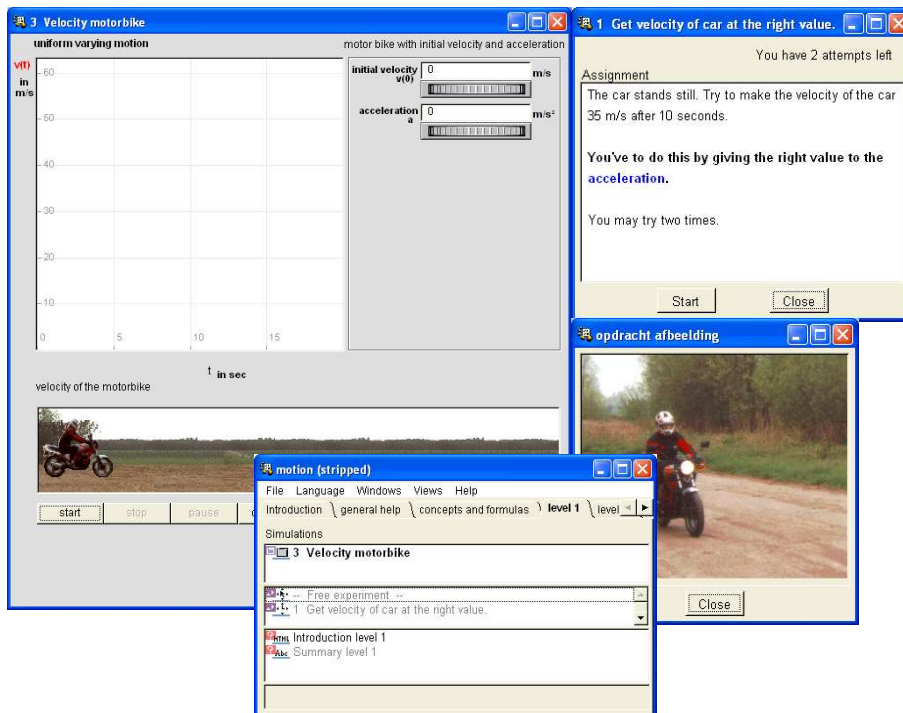 3 Velocity motorbike
uniform varying motion
motor bike with initial velocity and acceleration
v(t)
in
m/s
60
50
40
30
20
10
0
5
10
15
t in sec
initial velocity
v(0)
0
m/s
acceleration
a
0
m/s²
velocity of the motorbike
start
stop
pause
1 Get velocity of car at the right value.
You have 2 attempts left
Assignment
The car stands still. Try to make the velocity of the car
35 m/s after 10 seconds.
You've to do this by giving the right value to the
acceleration.
You may try two times.
Start
Close
opdracht afbeelding
Close
motion (stripped)
File Language Windows Views Help
Introduction general help concepts and formulas level 1 level
Simulations
3 Velocity motorbike
-- Free experiment --
1 Get velocity of car at the right value.
HTML Introduction level 1
Abc Summary level 1